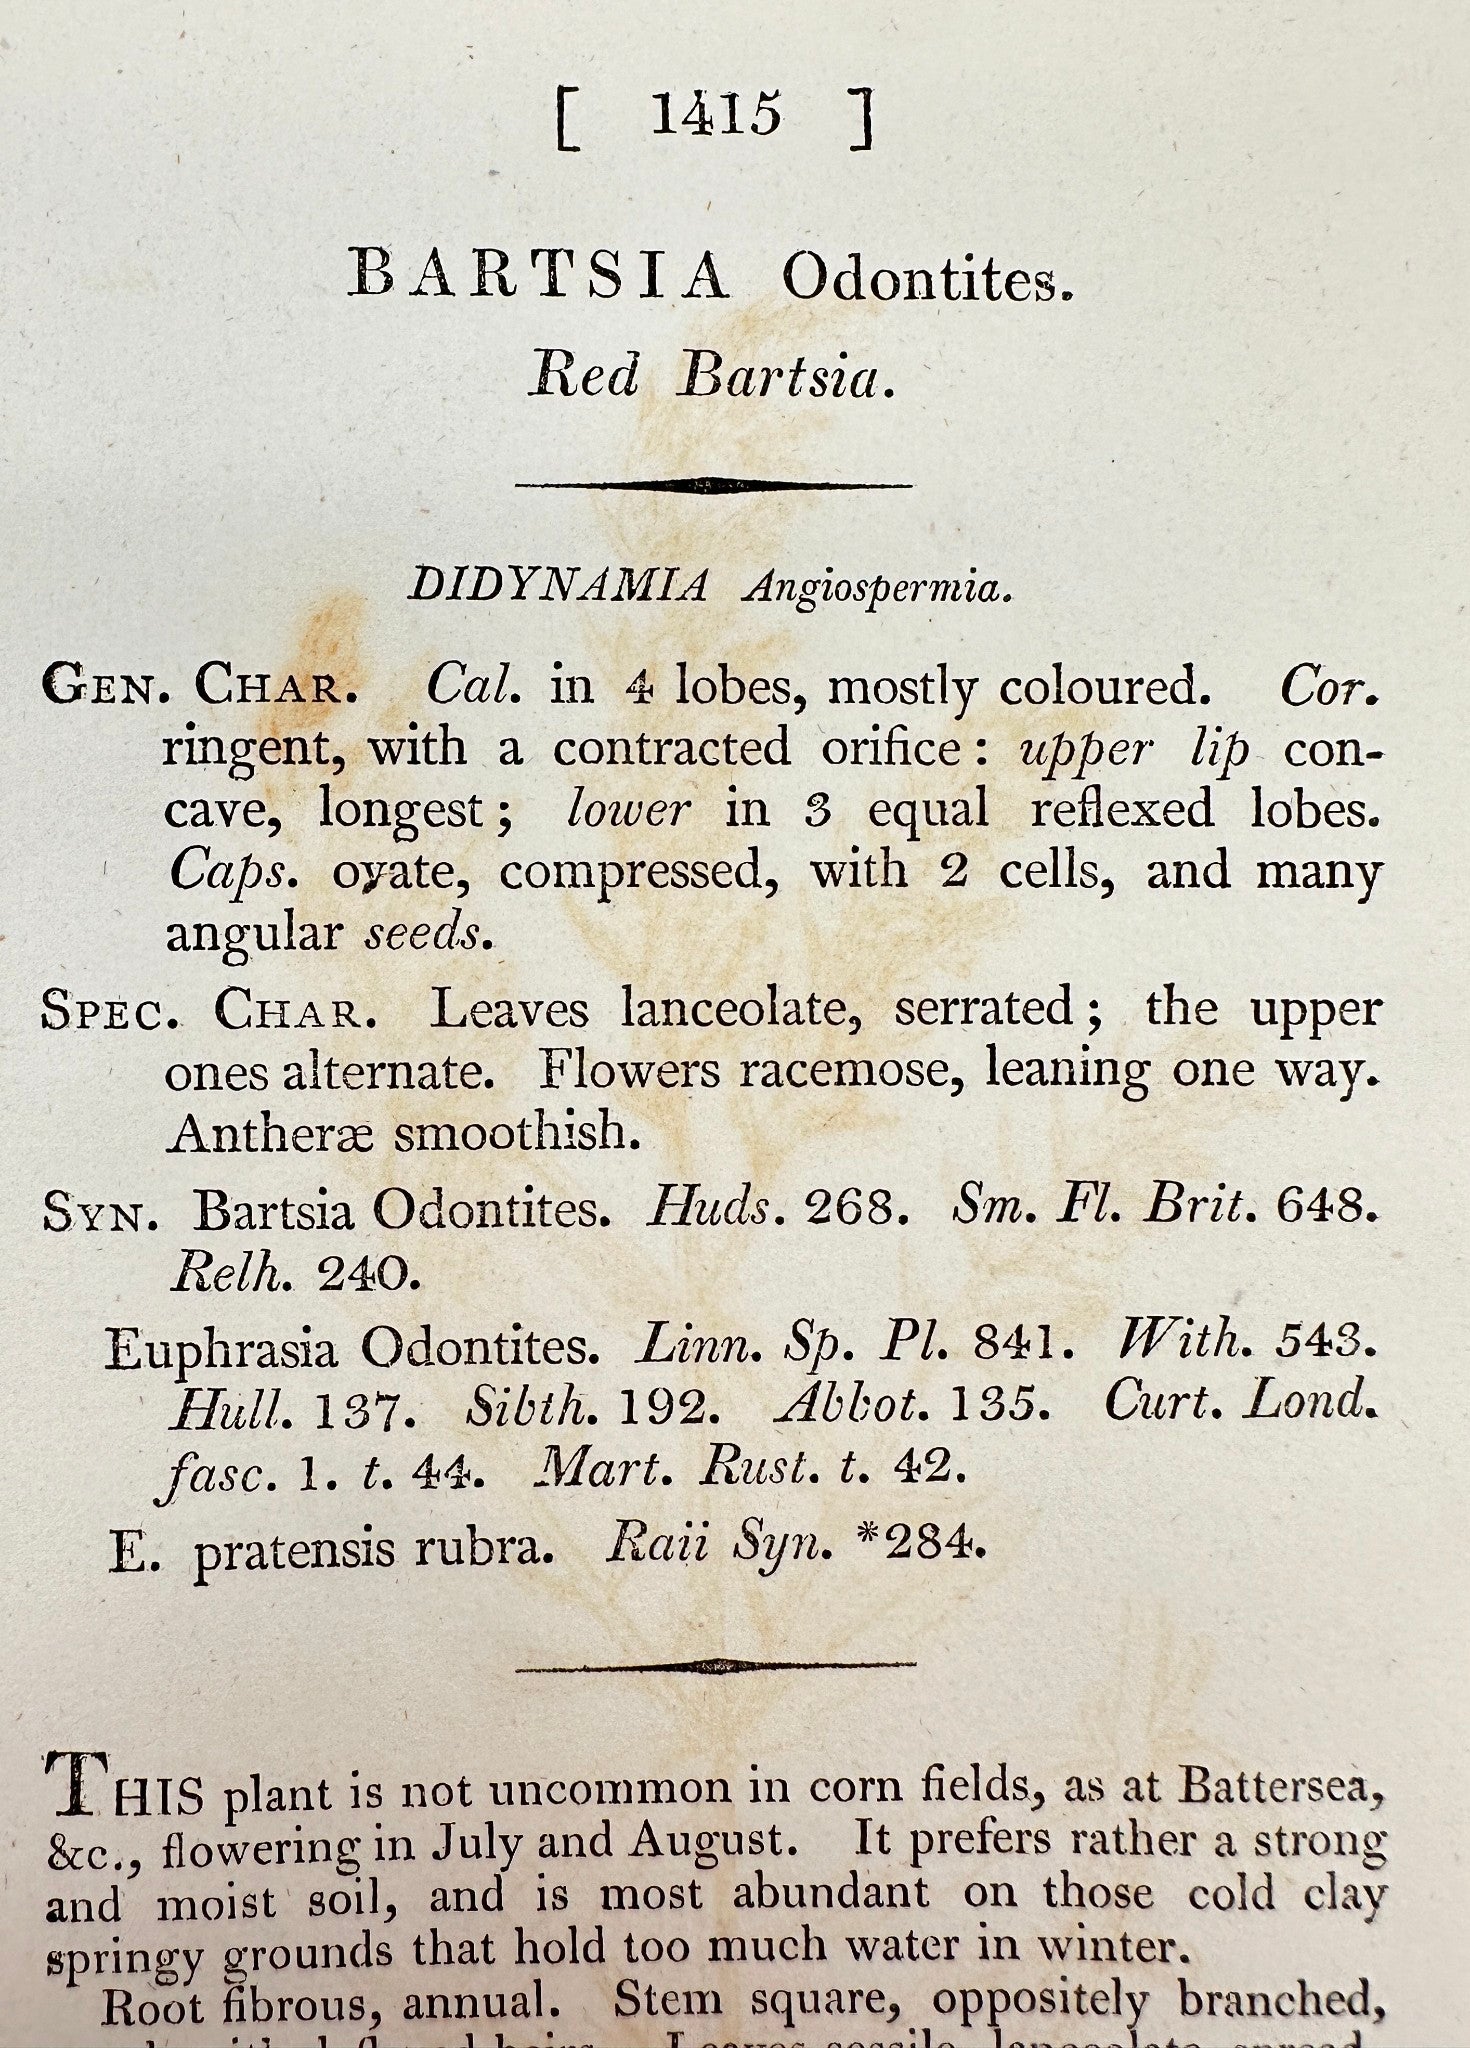 [ 1415 ]
BARTSIA Odontites.
Red Bartsia.
DIDYNAMIA Angiospermia.
GEN. CHAR. Cal. in 4 lobes, mostly coloured. Cor.
ringent, with a contracted orifice: upper lip con-
cave, longest; lower in 3 equal reflexed lobes.
Caps. ovate, compressed, with 2 cells, and many
angular seeds.
SPEC. CHAR. Leaves lanceolate, serrated; the upper
ones alternate. Flowers racemose, leaning one way.
Antheræ smoothish.
SYN. Bartsia Odontites. Huds. 268. Sm. Fl. Brit. 648.
Relh. 240.
Euphrasia Odontites. Linn. Sp. Pl. 841. With. 543.
Hull. 137. Sibth. 192. Abbot. 135. Curt. Lond.
fasc. 1. t. 44. Mart. Rust. t. 42.
E. pratensis rubra. Raii Syn. *284.
THIS plant is not uncommon in corn fields, as at Battersea,
&c., flowering in July and August. It prefers rather a strong
and moist soil, and is most abundant on those cold clay
springy grounds that hold too much water in winter.
Root fibrous, annual. Stem square, oppositely branched,
Leaves sessile, lanceolate, spread